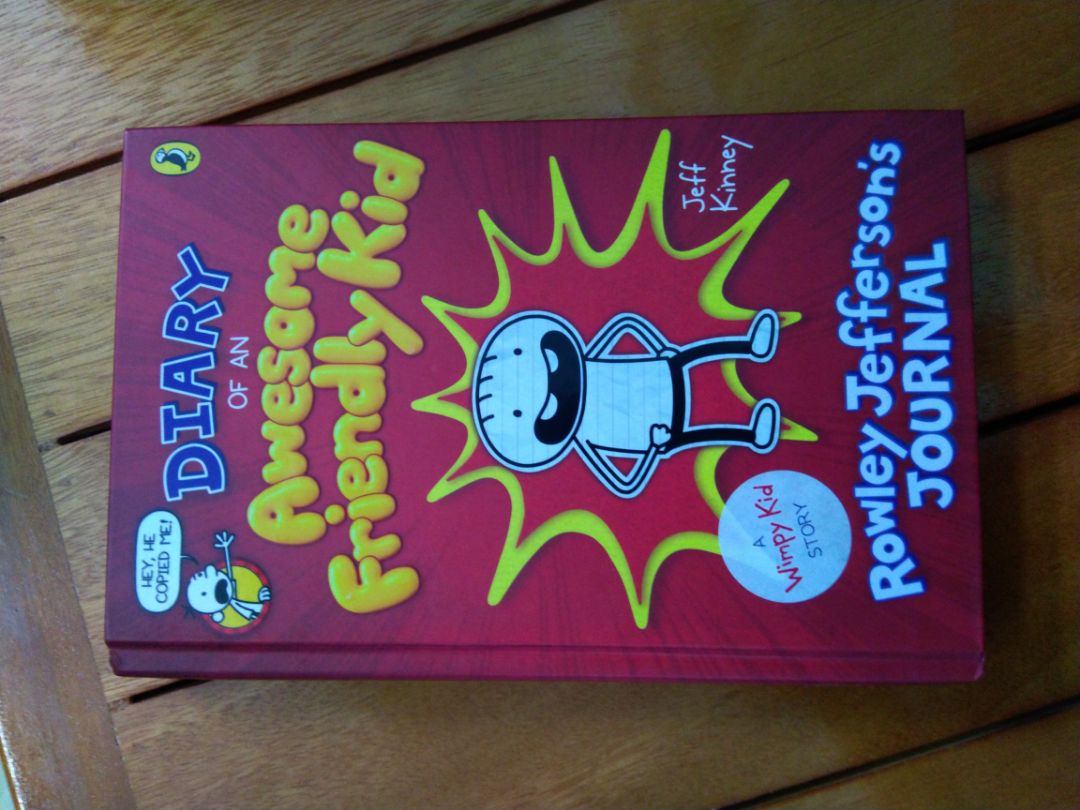 HEY, HE
COPIED ME!
DIARY
OF AN
Awesome
Friendly Kid
Jeff
Kinney
A
Wimpy Kid
STORY
Rowley Jefferson's
JOURNAL